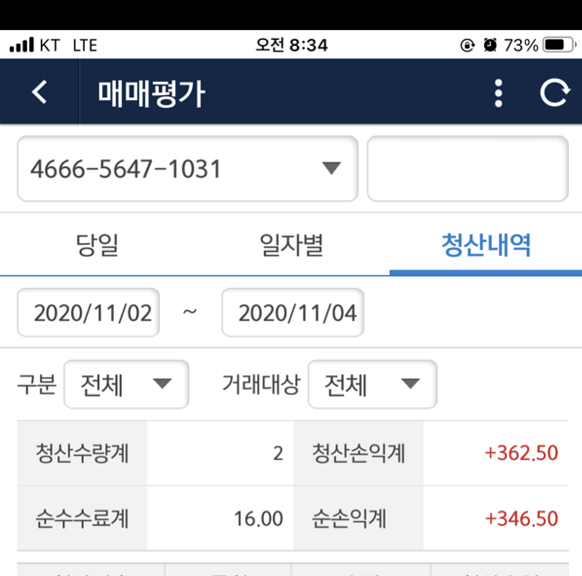 KT LTE 오전 8:34 73%
매매평가
4666-5647-1031
당일 일자별 청산내역
2020/11/02 ~ 2020/11/04
구분 전체 거래대상 전체
청산수량계 2 청산손익계 +362.50
순수수료계 16.00 순손익계 +346.50